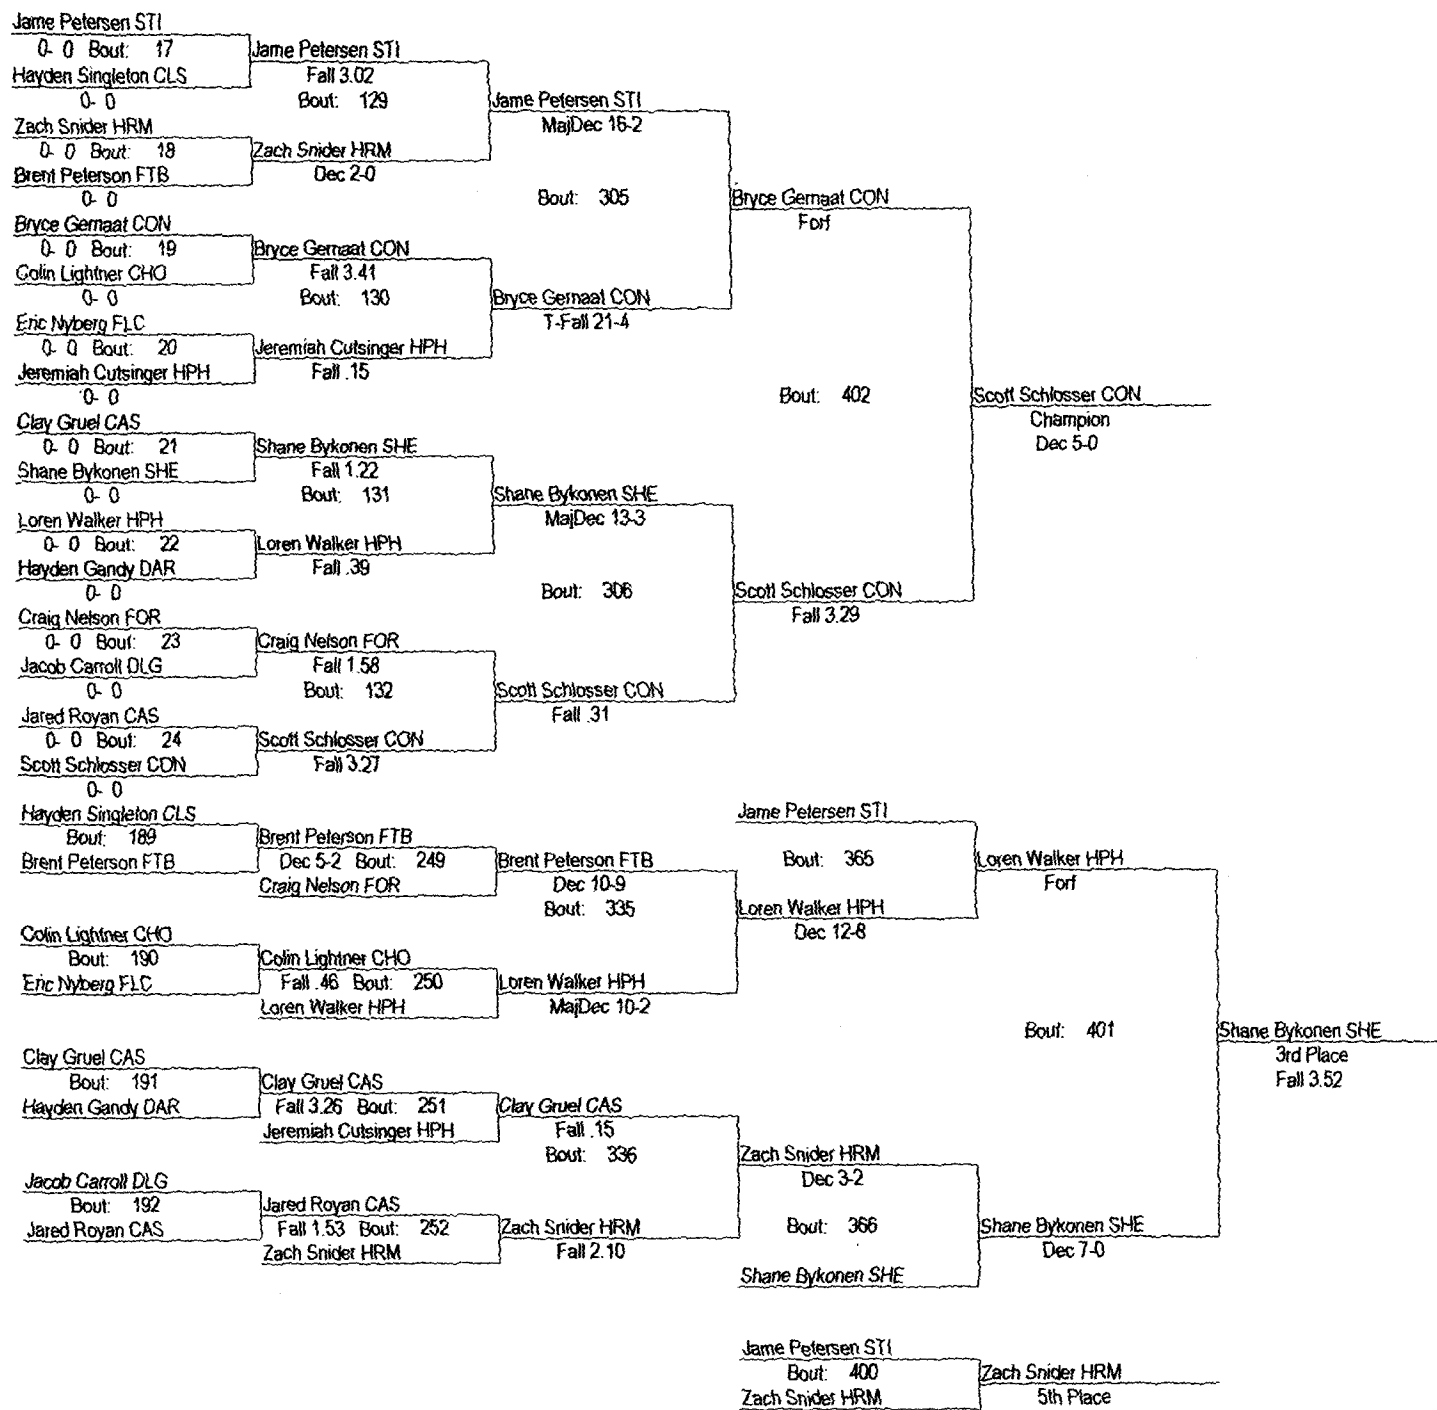 Jame Petersen STI
0- 0 Bout: 17
Hayden Singleton CLS
0- 0
Zach Snider HRM
0- 0 Bout: 18
Brent Peterson FTB
0- 0
Bryce Gernaat CON
0- 0 Bout: 19
Colin Lightner CHO
0- 0
Eric Nyberg FLC
0- 0 Bout: 20
Jeremiah Cutsinger HPH
0- 0
Clay Gruel CAS
0- 0 Bout: 21
Shane Bykonen SHE
0- 0
Loren Walker HPH
0- 0 Bout: 22
Hayden Gandy DAR
0- 0
Craig Nelson FOR
0- 0 Bout: 23
Jacob Carroll DLG
0- 0
Jared Royan CAS
0- 0 Bout: 24
Scott Schlosser CON
0- 0
Jame Petersen STI
Fall 3.02
Bout: 129
Zach Snider HRM
Dec 2-0
Bryce Gernaat CON
Fall 3.41
Bout: 130
Jeremiah Cutsinger HPH
Fall .15
Shane Bykonen SHE
Fall 1.22
Bout: 131
Loren Walker HPH
Fall .39
Craig Nelson FOR
Fall 1.58
Bout: 132
Scott Schlosser CON
Fall 3.27
Jame Petersen STI
MajDec 16-2
Bout: 305
Bryce Gernaat CON
T-Fall 21-4
Shane Bykonen SHE
MajDec 13-3
Bout: 306
Scott Schlosser CON
Fall .31
Bryce Gernaat CON
Forf
Bout: 402
Scott Schlosser CON
Fall 3.29
Scott Schlosser CON
Champion
Dec 5-0
Hayden Singleton CLS
Bout: 189
Brent Peterson FTB
Colin Lightner CHO
Bout: 190
Eric Nyberg FLC
Clay Gruel CAS
Bout: 191
Hayden Gandy DAR
Jacob Carroll DLG
Bout: 192
Jared Royan CAS
Brent Peterson FTB
Dec 5-2 Bout: 249
Craig Nelson FOR
Colin Lightner CHO
Fall .46 Bout: 250
Loren Walker HPH
Clay Gruel CAS
Fall 3.26 Bout: 251
Jeremiah Cutsinger HPH
Jared Royan CAS
Fall 1.53 Bout: 252
Zach Snider HRM
Brent Peterson FTB
Dec 10-9
Bout: 335
Loren Walker HPH
MajDec 10-2
Clay Gruel CAS
Fall .15
Bout: 336
Zach Snider HRM
Fall 2.10
Jame Petersen STI
Bout: 365
Loren Walker HPH
Dec 12-8
Zach Snider HRM
Dec 3-2
Bout: 366
Shane Bykonen SHE
Loren Walker HPH
Forf
Bout: 401
Shane Bykonen SHE
Dec 7-0
Shane Bykonen SHE
3rd Place
Fall 3.52
Jame Petersen STI
Bout: 400
Zach Snider HRM
Zach Snider HRM
5th Place